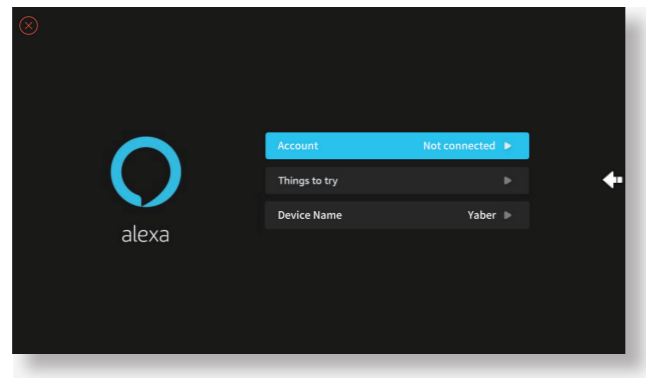 Account Not connected
Things to try
Device Name Yaber
alexa